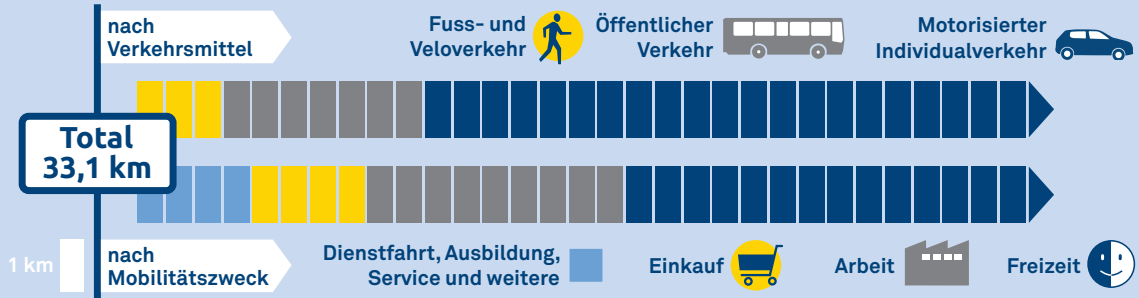 nach
Verkehrsmittel
Fuss- und
Veloverkehr
Öffentlicher
Verkehr
Motorisierter
Individualverkehr
Total
33,1 km
1 km
nach
Mobilitätszweck
Dienstfahrt, Ausbildung,
Service und weitere
Einkauf
Arbeit
Freizeit